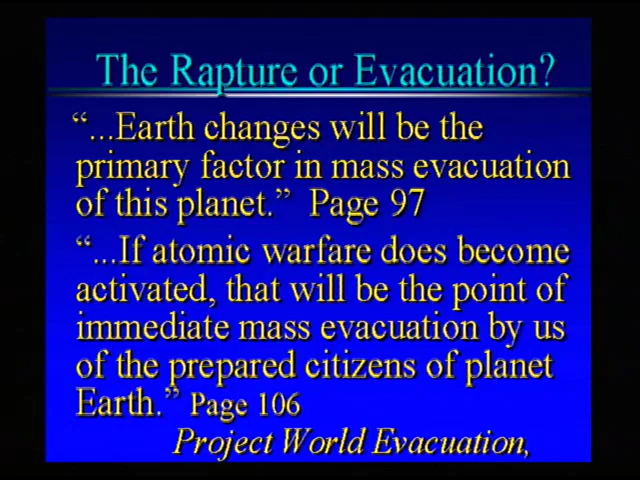 The Rapture or Evacuation?
“...Earth changes will be the
primary factor in mass evacuation
of this planet.” Page 97
“...If atomic warfare does become
activated, that will be the point of
immediate mass evacuation by us
of the prepared citizens of planet
Earth.” Page 106
Project World Evacuation,